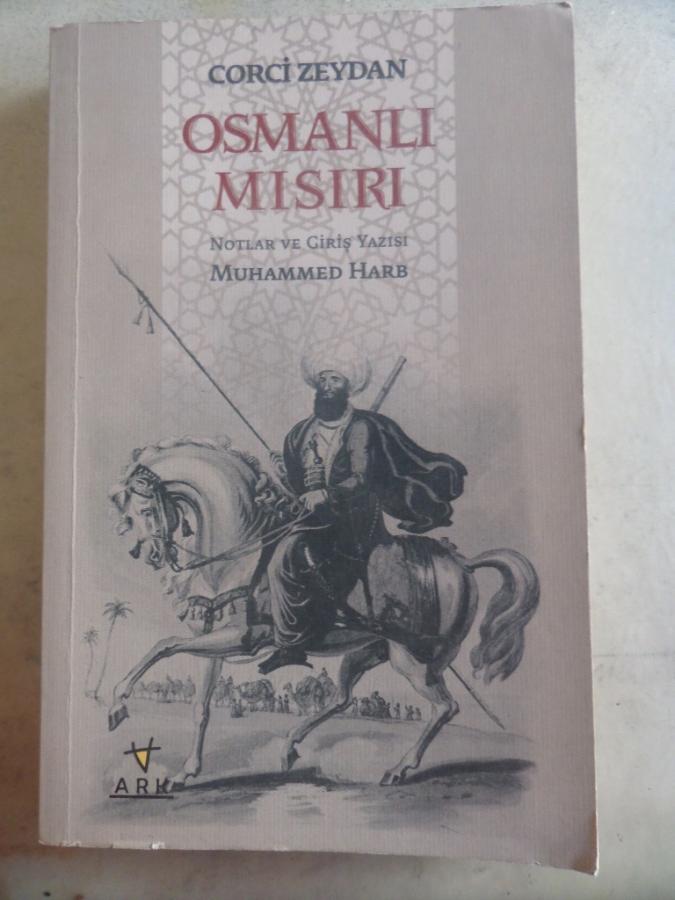 CORCİ ZEYDAN
OSMANLI
MISIRI
NOTLAR VE GİRİŞ YAZISI
MUHAMMED HARB
ARK